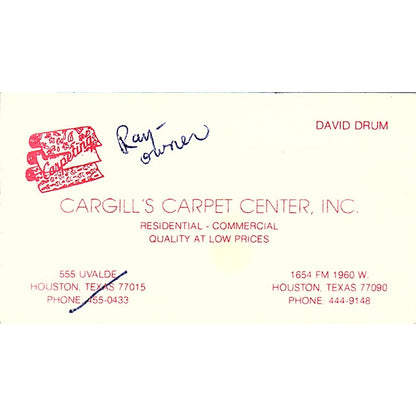 DAVID DRUM
Ray-
owner
Carpeting
CARGILL'S CARPET CENTER, INC.
RESIDENTIAL - COMMERCIAL
QUALITY AT LOW PRICES
555 UVALDE
HOUSTON, TEXAS 77015
PHONE 455-0433
1654 FM 1960 W.
HOUSTON, TEXAS 77090
PHONE: 444-9148